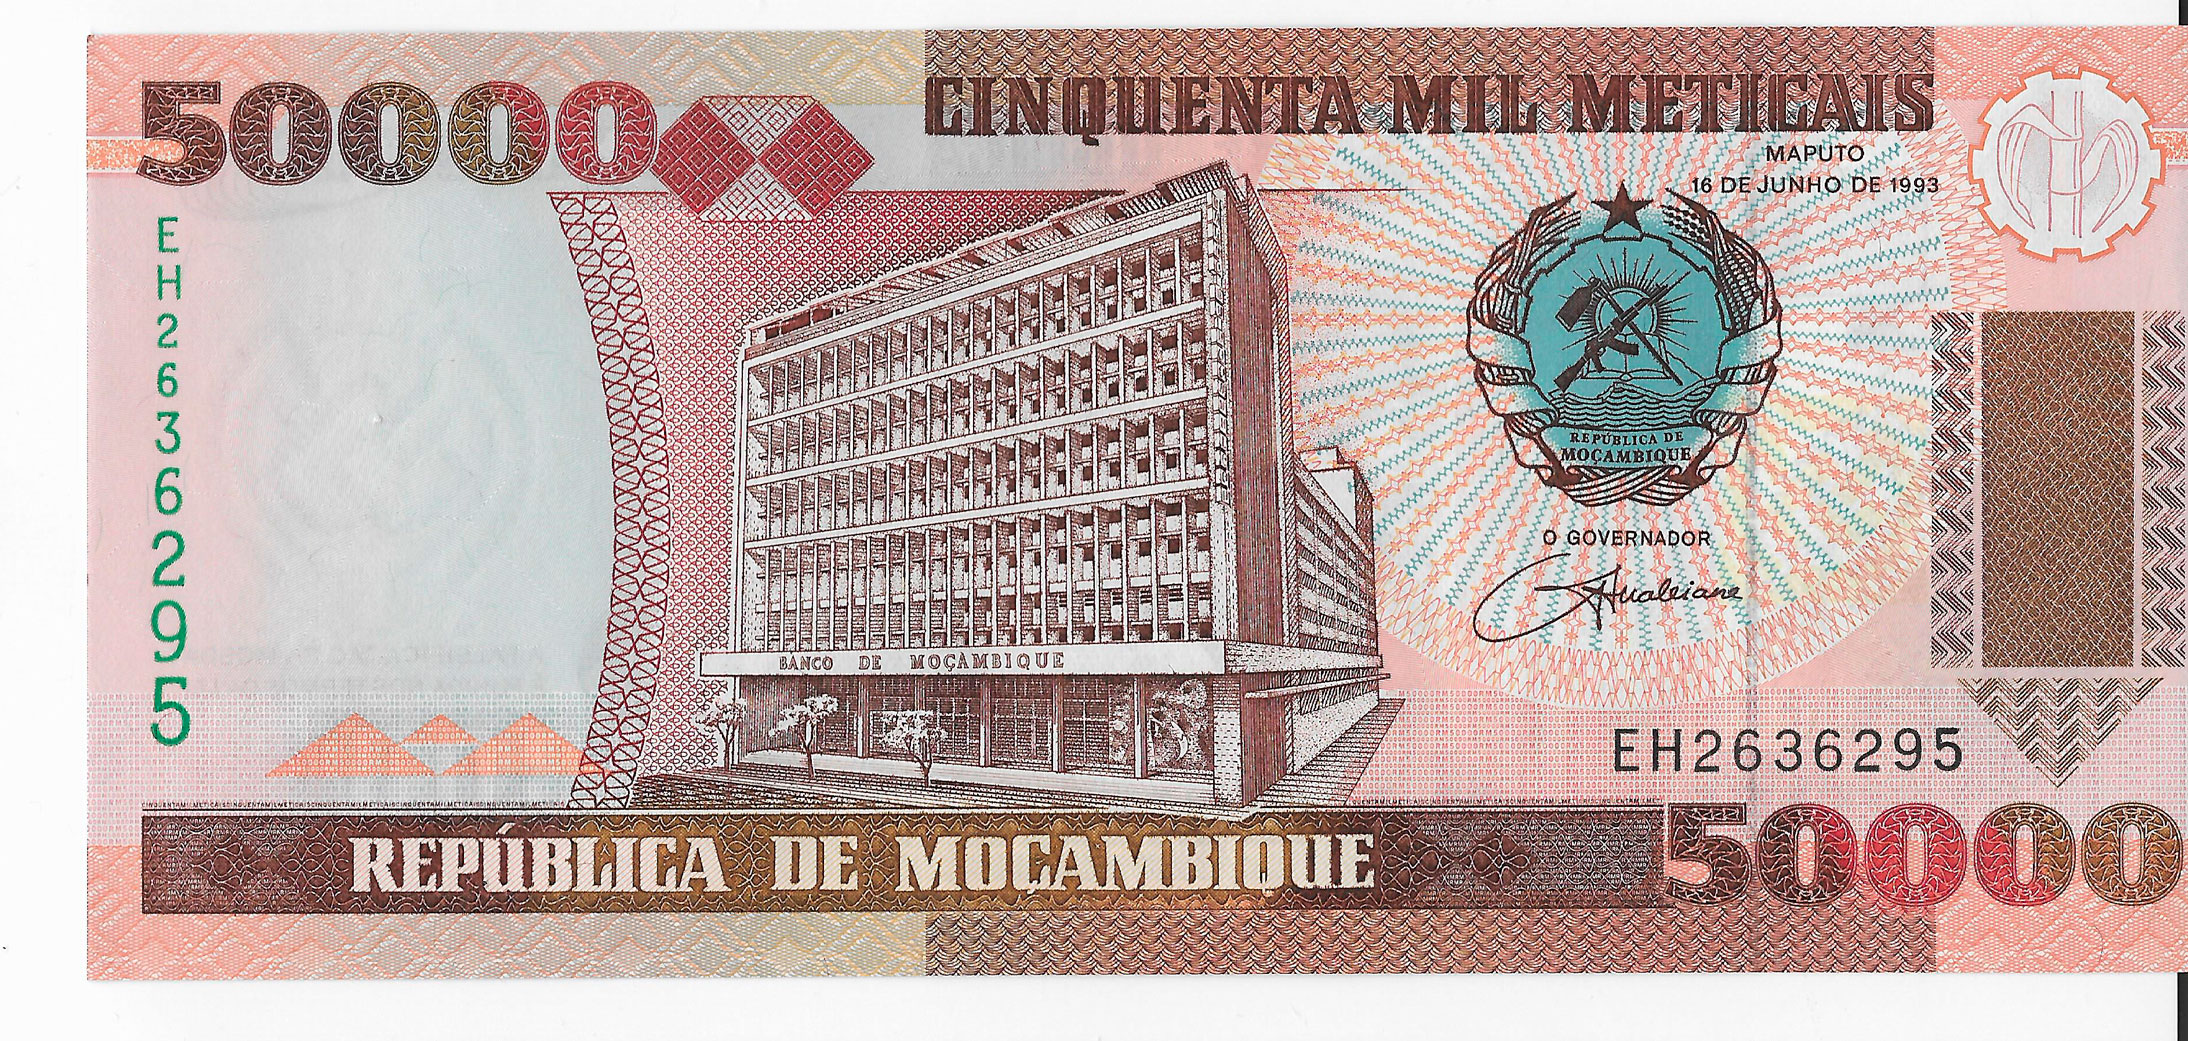 50000
CINQUENTA MIL METICAIS
MAPUTO
16 DE JUNHO DE 1993
EH2636295
REPÚBLICA DE
MOÇAMBIQUE
O GOVERNADOR
BANCO DE MOÇAMBIQUE
EH2636295
50000
REPÚBLICA DE MOÇAMBIQUE